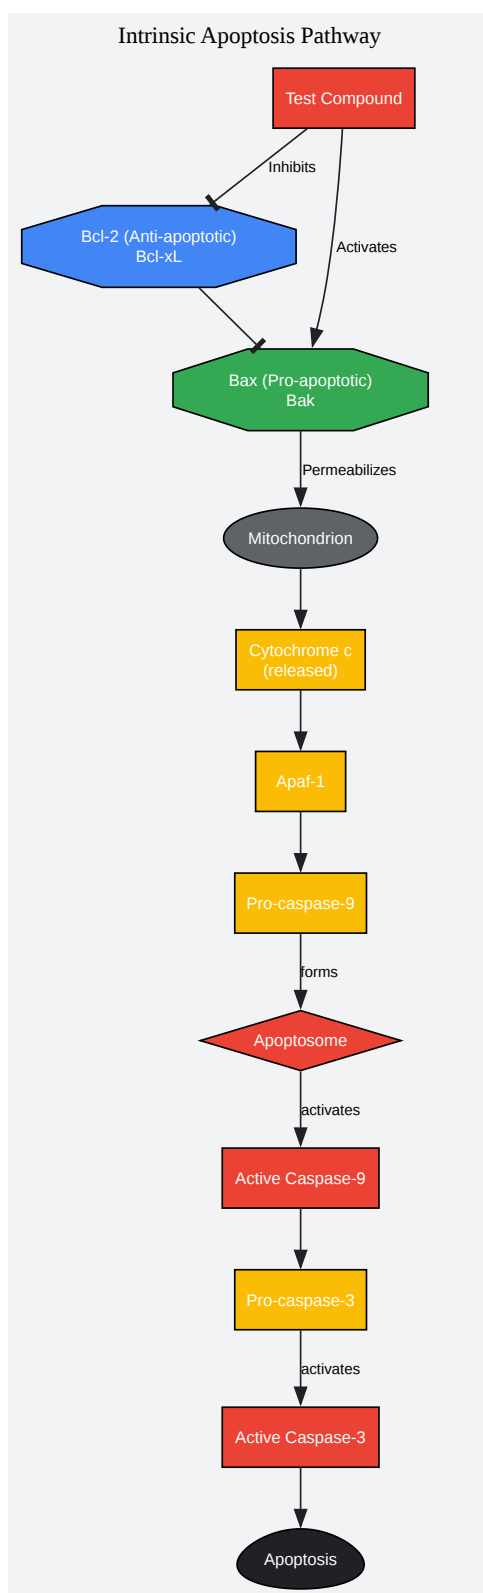 Intrinsic Apoptosis Pathway
Test Compound
Inhibits
Bcl-2 (Anti-apoptotic)
Bcl-xL
Activates
Bax (Pro-apoptotic)
Bak
Permeabilizes
Mitochondrion
Cytochrome c
(released)
Apaf-1
Pro-caspase-9
forms
Apoptosome
activates
Active Caspase-9
Pro-caspase-3
activates
Active Caspase-3
Apoptosis